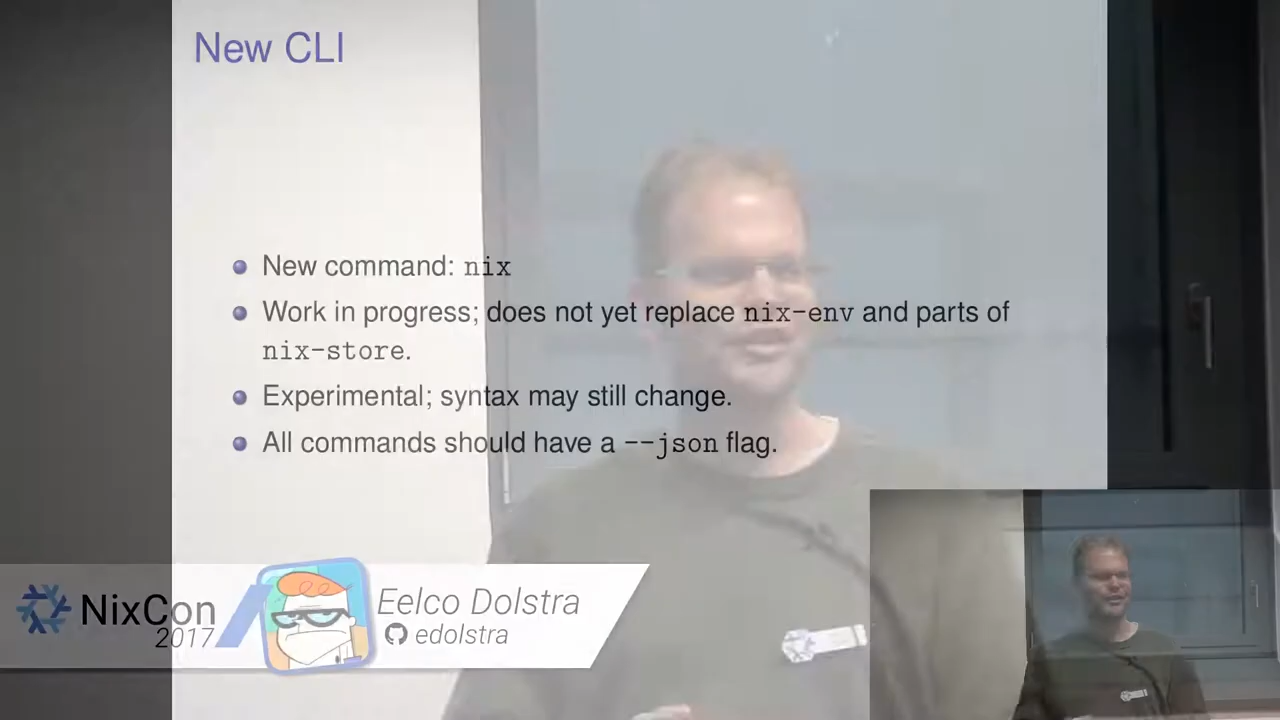 New CLI
New command: nix
Work in progress; does not yet replace nix-env and parts of
nix-store.
Experimental; syntax may still change.
All commands should have a --json flag.
NixCon
2017
Eelco Dolstra
edolstra